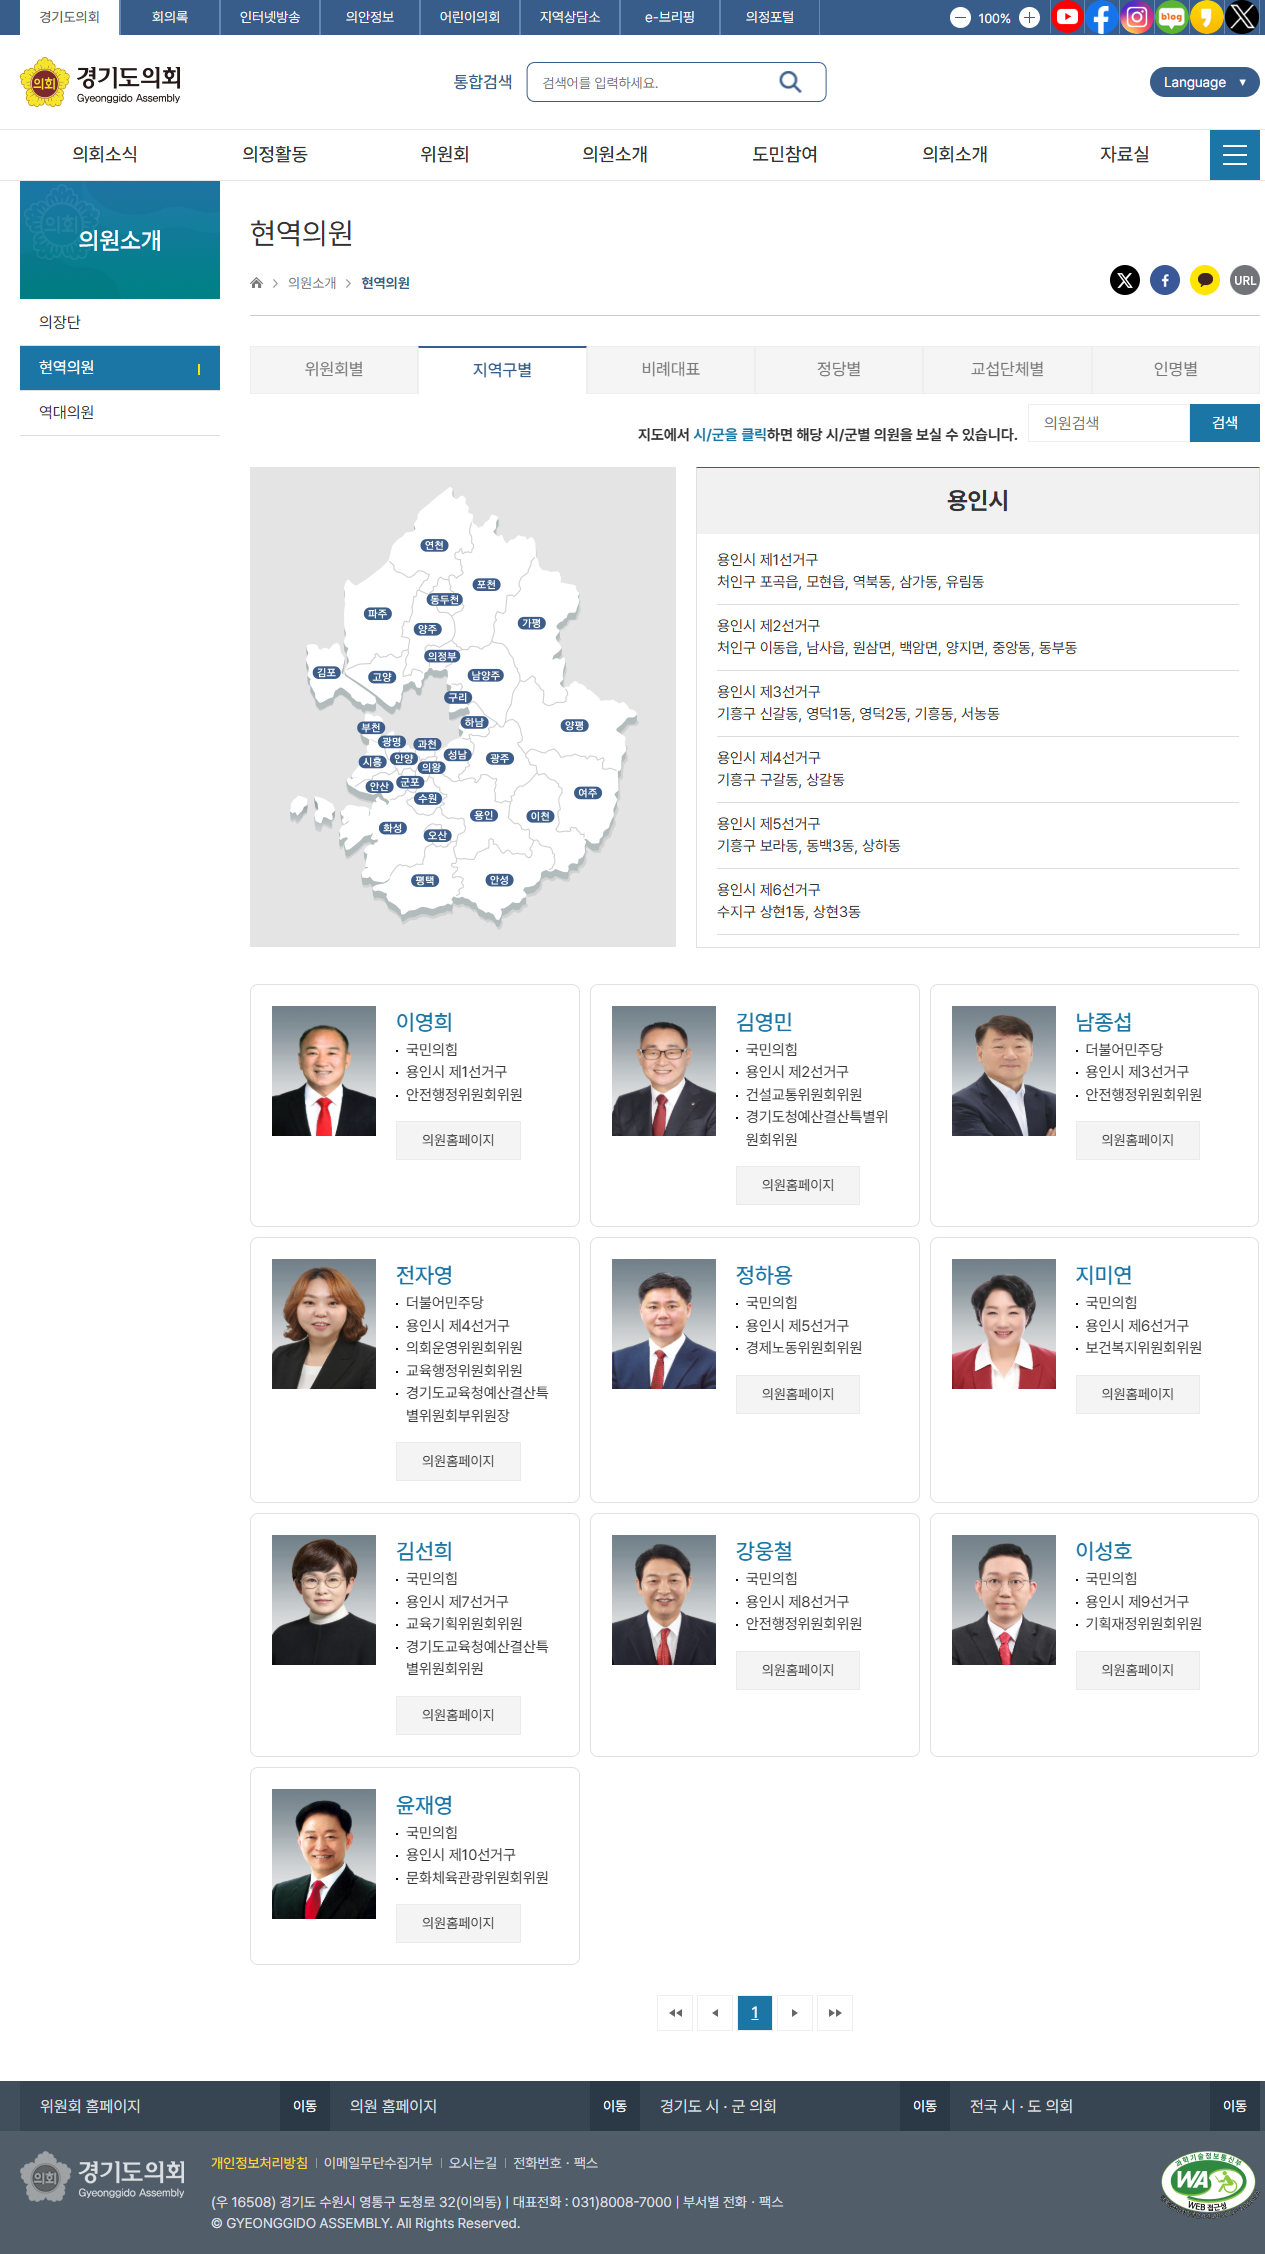 경기도의회 회의록 인터넷방송 의안정보 어린이의회 지역상담소 e-브리핑 의정포털 100% blog
의회 경기도의회 Gyeonggido Assembly
통합검색 검색어를 입력하세요.
Language ▼
의회소식 의정활동 위원회 의원소개 도민참여 의회소개 자료실
의원소개
의장단
현역의원
역대의원
현역의원
의원소개 현역의원
URL
위원회별 지역구별 비례대표 정당별 교섭단체별 인명별
지도에서 시/군을 클릭하면 해당 시/군별 의원을 보실 수 있습니다. 의원검색 검색
연천
포천
동두천
파주
가평
양주
의정부
김포
고양
남양주
구리
하남
부천
양평
광명
과천
성남
안양
광주
시흥
의왕
군포
안산
여주
수원
용인
이천
화성
오산
평택
안성
용인시
용인시 제1선거구
처인구 포곡읍, 모현읍, 역북동, 삼가동, 유림동
용인시 제2선거구
처인구 이동읍, 남사읍, 원삼면, 백암면, 양지면, 중앙동, 동부동
용인시 제3선거구
기흥구 신갈동, 영덕1동, 영덕2동, 기흥동, 서농동
용인시 제4선거구
기흥구 구갈동, 상갈동
용인시 제5선거구
기흥구 보라동, 동백3동, 상하동
용인시 제6선거구
수지구 상현1동, 상현3동
이영희
국민의힘
용인시 제1선거구
안전행정위원회위원
의원홈페이지
김영민
국민의힘
용인시 제2선거구
건설교통위원회위원
경기도청예산결산특별위
원회위원
의원홈페이지
남종섭
더불어민주당
용인시 제3선거구
안전행정위원회위원
의원홈페이지
전자영
더불어민주당
용인시 제4선거구
의회운영위원회위원
교육행정위원회위원
경기도교육청예산결산특
별위원회부위원장
의원홈페이지
정하용
국민의힘
용인시 제5선거구
경제노동위원회위원
의원홈페이지
지미연
국민의힘
용인시 제6선거구
보건복지위원회위원
의원홈페이지
김선희
국민의힘
용인시 제7선거구
교육기획위원회위원
경기도교육청예산결산특
별위원회위원
의원홈페이지
강웅철
국민의힘
용인시 제8선거구
안전행정위원회위원
의원홈페이지
이성호
국민의힘
용인시 제9선거구
기획재정위원회위원
의원홈페이지
윤재영
국민의힘
용인시 제10선거구
문화체육관광위원회위원
의원홈페이지
1
위원회 홈페이지 이동 의원 홈페이지 이동 경기도 시 · 군 의회 이동 전국 시 · 도 의회 이동
의회 경기도의회 Gyeonggido Assembly
개인정보처리방침 이메일무단수집거부 오시는길 전화번호 · 팩스
(우 16508) 경기도 수원시 영통구 도청로 32(이의동) | 대표전화 : 031)8008-7000 | 부서별 전화 · 팩스
© GYEONGGIDO ASSEMBLY. All Rights Reserved.
과학기술정보통신부
WA
WEB 접근성